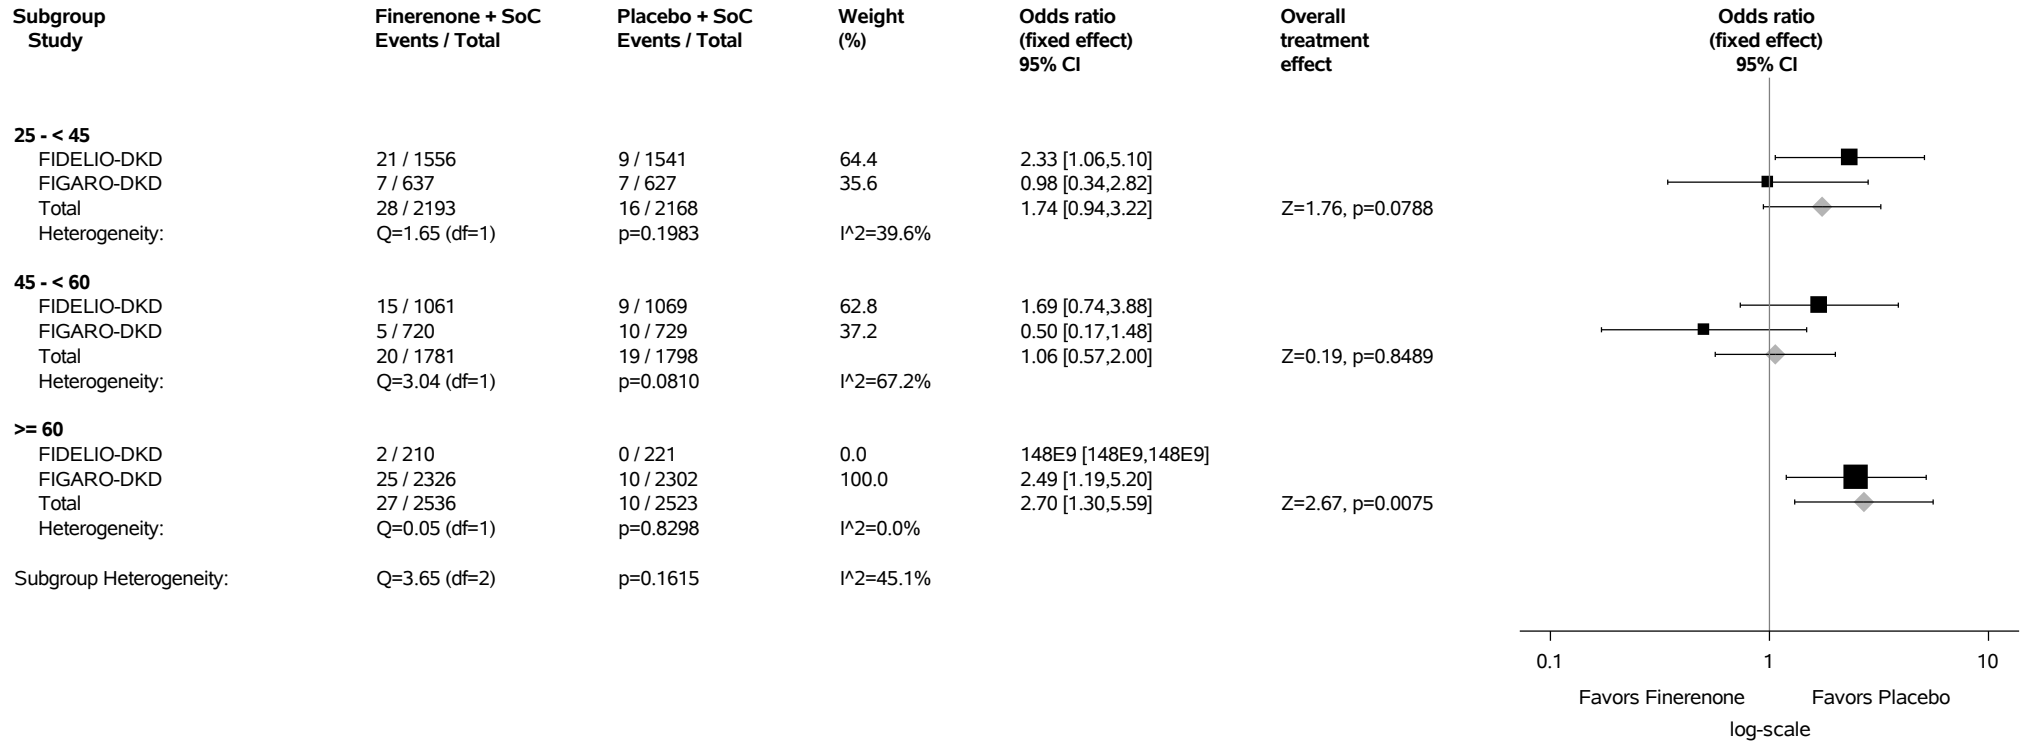 Subgroup Finerenone + SoC Placebo + SoC Weight Odds ratio Overall Odds ratio
Study Events / Total Events / Total (%) (fixed effect) treatment (fixed effect)
95% CI effect 95% CI
25 - < 45
FIDELIO-DKD 21 / 1556 9 / 1541 64.4 2.33 [1.06,5.10]
FIGARO-DKD 7 / 637 7 / 627 35.6 0.98 [0.34,2.82]
Total 28 / 2193 16 / 2168 1.74 [0.94,3.22] Z=1.76, p=0.0788
Heterogeneity: Q=1.65 (df=1) p=0.1983 I^2=39.6%
45 - < 60
FIDELIO-DKD 15 / 1061 9 / 1069 62.8 1.69 [0.74,3.88]
FIGARO-DKD 5 / 720 10 / 729 37.2 0.50 [0.17,1.48]
Total 20 / 1781 19 / 1798 1.06 [0.57,2.00] Z=0.19, p=0.8489
Heterogeneity: Q=3.04 (df=1) p=0.0810 I^2=67.2%
>= 60
FIDELIO-DKD 2 / 210 0 / 221 0.0 148E9 [148E9,148E9]
FIGARO-DKD 25 / 2326 10 / 2302 100.0 2.49 [1.19,5.20]
Total 27 / 2536 10 / 2523 2.70 [1.30,5.59] Z=2.67, p=0.0075
Heterogeneity: Q=0.05 (df=1) p=0.8298 I^2=0.0%
Subgroup Heterogeneity: Q=3.65 (df=2) p=0.1615 I^2=45.1%
0.1 1 10
Favors Finerenone Favors Placebo
log-scale